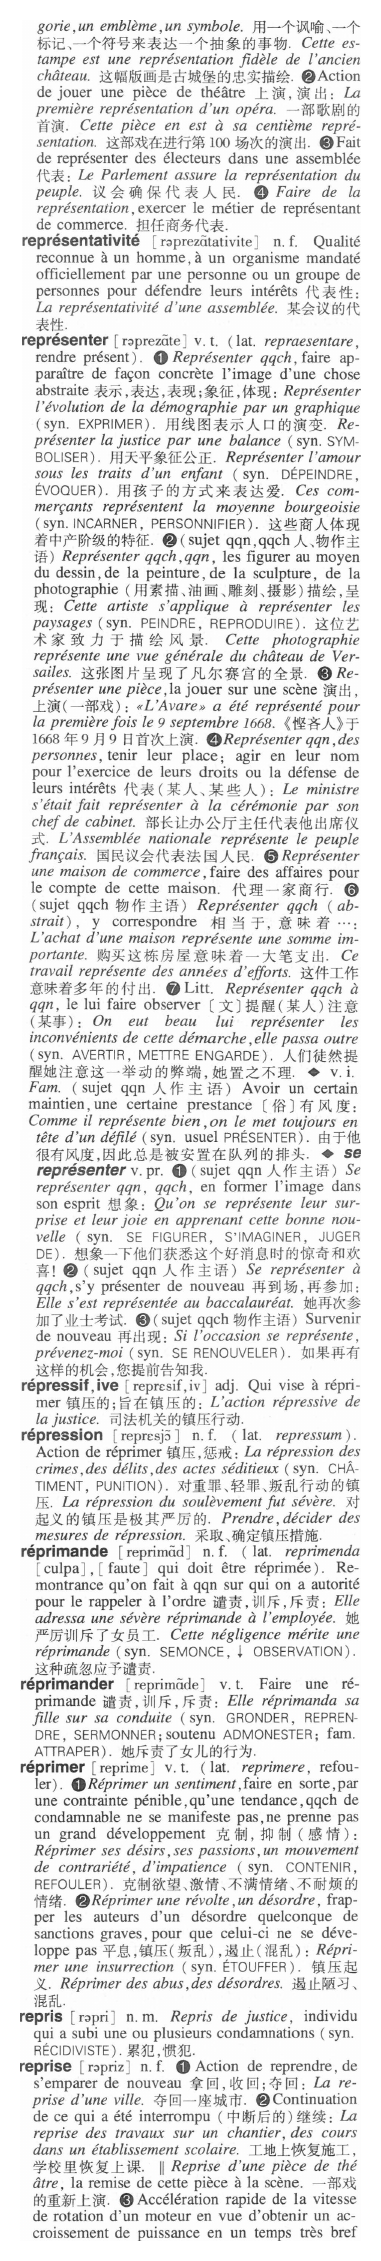 gorie, un emblème, un symbole. 用一个讽喻、一个
标记、一个符号来表达一个抽象的事物. Cette es-
tampe est une représentation fidèle de l'ancien
château. 这幅版画是古城堡的忠实描绘. ❷Action
de jouer une pièce de théâtre 上演, 演出: La
première représentation d'un opéra. 一部歌剧的
首演. Cette pièce en est à sa centième repré-
sentation. 这部戏在进行第 100 场次的演出. ❸Fait
de représenter des électeurs dans une assemblée
代表: Le Parlement assure la représentation du
peuple. 议会确保代表人民. ❹ Faire de la
représentation, exercer le métier de représentant
de commerce. 担任商务代表.
représentativité [rəprezɑ̃tativite] n. f. Qualité
reconnue à un homme, à un organisme mandaté
officiellement par une personne ou un groupe de
personnes pour défendre leurs intérêts 代表性:
La représentativité d'une assemblée. 某会议的代
表性.
représenter [rəprezɑ̃te] v. t. (lat. repraesentare,
rendre présent). ❶ Représenter qqch, faire ap-
paraître de façon concrète l'image d'une chose
abstraite 表示, 表达, 表现; 象征, 体现: Représenter
l'évolution de la démographie par un graphique
(syn. EXPRIMER). 用线图表示人口的演变. Re-
présenter la justice par une balance (syn. SYM-
BOLISER). 用天平象征公正. Représenter l'amour
sous les traits d'un enfant (syn. DÉPEINDRE,
ÉVOQUER). 用孩子的方式来表达爱. Ces com-
merçants représentent la moyenne bourgeoisie
(syn. INCARNER, PERSONNIFIER). 这些商人体现
着中产阶级的特征. ❷(sujet qqn, qqch 人、物作主
语) Représenter qqch, qqn, les figurer au moyen
du dessin, de la peinture, de la sculpture, de la
photographie (用素描、油画、雕刻、摄影)描绘, 呈
现: Cette artiste s'applique à représenter les
paysages (syn. PEINDRE, REPRODUIRE). 这位艺
术家致力于描绘风景. Cette photographie
représente une vue générale du château de Ver-
sailles. 这张图片呈现了凡尔赛宫的全景. ❸ Re-
présenter une pièce, la jouer sur une scène 演出,
上演(一部戏): «L'Avare» a été représenté pour
la première fois le 9 septembre 1668.《悭吝人》于
1668 年 9 月 9 日首次上演. ❹Représenter qqn, des
personnes, tenir leur place; agir en leur nom
pour l'exercice de leurs droits ou la défense de
leurs intérêts 代表(某人、某些人): Le ministre
s'était fait représenter à la cérémonie par son
chef de cabinet. 部长让办公厅主任代表他出席仪
式. L'Assemblée nationale représente le peuple
français. 国民议会代表法国人民. ❺ Représenter
une maison de commerce, faire des affaires pour
le compte de cette maison. 代理一家商行. ❻
(sujet qqch 物作主语) Représenter qqch (ab-
strait), y correspondre 相当于, 意味着 …:
L'achat d'une maison représente une somme im-
portante. 购买这栋房屋意味着一大笔支出. Ce
travail représente des années d'efforts. 这件工作
意味着多年的付出. ❼ Litt. Représenter qqch à
qqn, le lui faire observer [文]提醒(某人)注意
(某事): On eut beau lui représenter les
inconvénients de cette démarche, elle passa outre
(syn. AVERTIR, METTRE ENGARDE). 人们徒然提
醒她注意这一举动的弊端, 她置之不理. ◆ v. i.
Fam. (sujet qqn 人作主语) Avoir un certain
maintien, une certaine prestance [俗]有风度:
Comme il représente bien, on le met toujours en
tête d'un défilé (syn. usuel PRÉSENTER). 由于他
很有风度, 因此总是被安置在队列的排头. ◆ se
représenter v. pr. ❶ (sujet qqn 人作主语) Se
représenter qqn, qqch, en former l'image dans
son esprit 想象: Qu'on se représente leur sur-
prise et leur joie en apprenant cette bonne nou-
velle (syn. SE FIGURER, S'IMAGINER, JUGER
DE). 想象一下他们获悉这个好消息时的惊奇和欢
喜! ❷ (sujet qqn 人作主语) Se représenter à
qqch, s'y présenter de nouveau 再到场, 再参加:
Elle s'est représentée au baccalauréat. 她再次参
加了业士考试. ❸(sujet qqch 物作主语) Survenir
de nouveau 再出现: Si l'occasion se représente,
prévenez-moi (syn. SE RENOUVELER). 如果再有
这样的机会, 您提前告知我.
répressif, ive [represif, iv] adj. Qui vise à répri-
mer 镇压的; 旨在镇压的: L'action répressive de
la justice. 司法机关的镇压行动.
répression [represjɔ̃] n. f. (lat. repressum).
Action de réprimer 镇压, 惩戒: La répression des
crimes, des délits, des actes séditieux (syn. CHÂ-
TIMENT, PUNITION). 对重罪、轻罪、叛乱行动的镇
压. La répression du soulèvement fut sévère. 对
起义的镇压是极其严厉的. Prendre, décider des
mesures de répression. 采取、确定镇压措施.
réprimande [reprimɑ̃d] n. f. (lat. reprimenda
[culpa], [faute] qui doit être réprimée). Re-
montrance qu'on fait à qqn sur qui on a autorité
pour le rappeler à l'ordre 谴责, 训斥, 斥责: Elle
adressa une sévère réprimande à l'employée. 她
严厉训斥了女员工. Cette négligence mérite une
réprimande (syn. SEMONCE, ↓ OBSERVATION).
这种疏忽应予谴责.
réprimander [reprimɑ̃de] v. t. Faire une ré-
primande 谴责, 训斥, 斥责: Elle réprimanda sa
fille sur sa conduite (syn. GRONDER, REPREN-
DRE, SERMONNER; soutenu ADMONESTER; fam.
ATTRAPER). 她斥责了女儿的行为.
réprimer [reprime] v. t. (lat. reprimere, refou-
ler). ❶Réprimer un sentiment, faire en sorte, par
une contrainte pénible, qu'une tendance, qqch de
condamnable ne se manifeste pas, ne prenne pas
un grand développement 克制, 抑制(感情):
Réprimer ses désirs, ses passions, un mouvement
de contrariété, d'impatience (syn. CONTENIR,
REFOULER). 克制欲望、激情、不满情绪、不耐烦的
情绪. ❷Réprimer une révolte, un désordre, frap-
per les auteurs d'un désordre quelconque de
sanctions graves, pour que celui-ci ne se déve-
loppe pas 平息, 镇压(叛乱), 遏止(混乱): Répri-
mer une insurrection (syn. ÉTOUFFER). 镇压起
义. Réprimer des abus, des désordres. 遏止陋习、
混乱.
repris [rəpri] n. m. Repris de justice, individu
qui a subi une ou plusieurs condamnations (syn.
RÉCIDIVISTE). 累犯, 惯犯.
reprise [rəpriz] n. f. ❶ Action de reprendre, de
s'emparer de nouveau 拿回, 收回; 夺回: La re-
prise d'une ville. 夺回一座城市. ❷Continuation
de ce qui a été interrompu (中断后的)继续: La
reprise des travaux sur un chantier, des cours
dans un établissement scolaire. 工地上恢复施工,
学校里恢复上课. ‖ Reprise d'une pièce de thé
âtre, la remise de cette pièce à la scène. 一部戏
的重新上演. ❸ Accélération rapide de la vitesse
de rotation d'un moteur en vue d'obtenir un ac-
croissement de puissance en un temps très bref